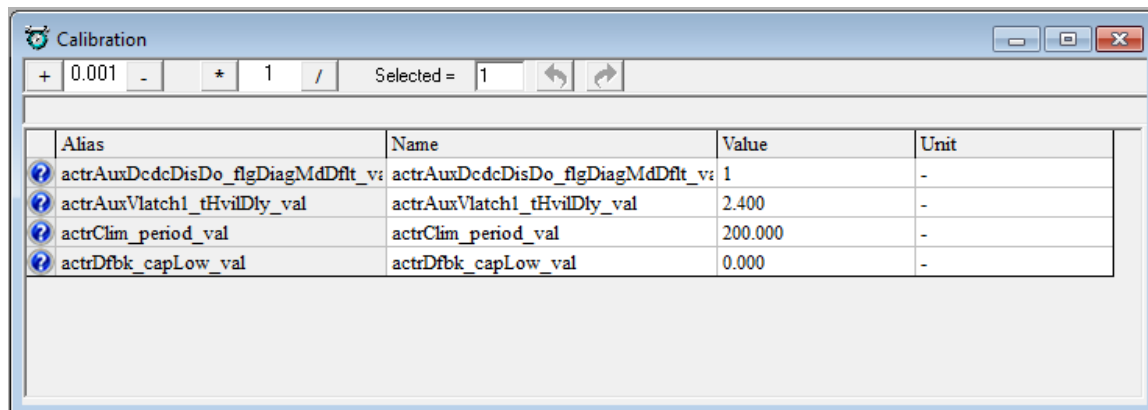 Calibration
+ 0.001 - * 1 / Selected = 1
Alias Name Value Unit
actrAuxDcdcDisDo_flgDiagMdDflt_va actrAuxDcdcDisDo_flgDiagMdDflt_va 1 -
actrAuxVlatch1_tHvilDly_val actrAuxVlatch1_tHvilDly_val 2.400 -
actrClim_period_val actrClim_period_val 200.000 -
actrDfbk_capLow_val actrDfbk_capLow_val 0.000 -